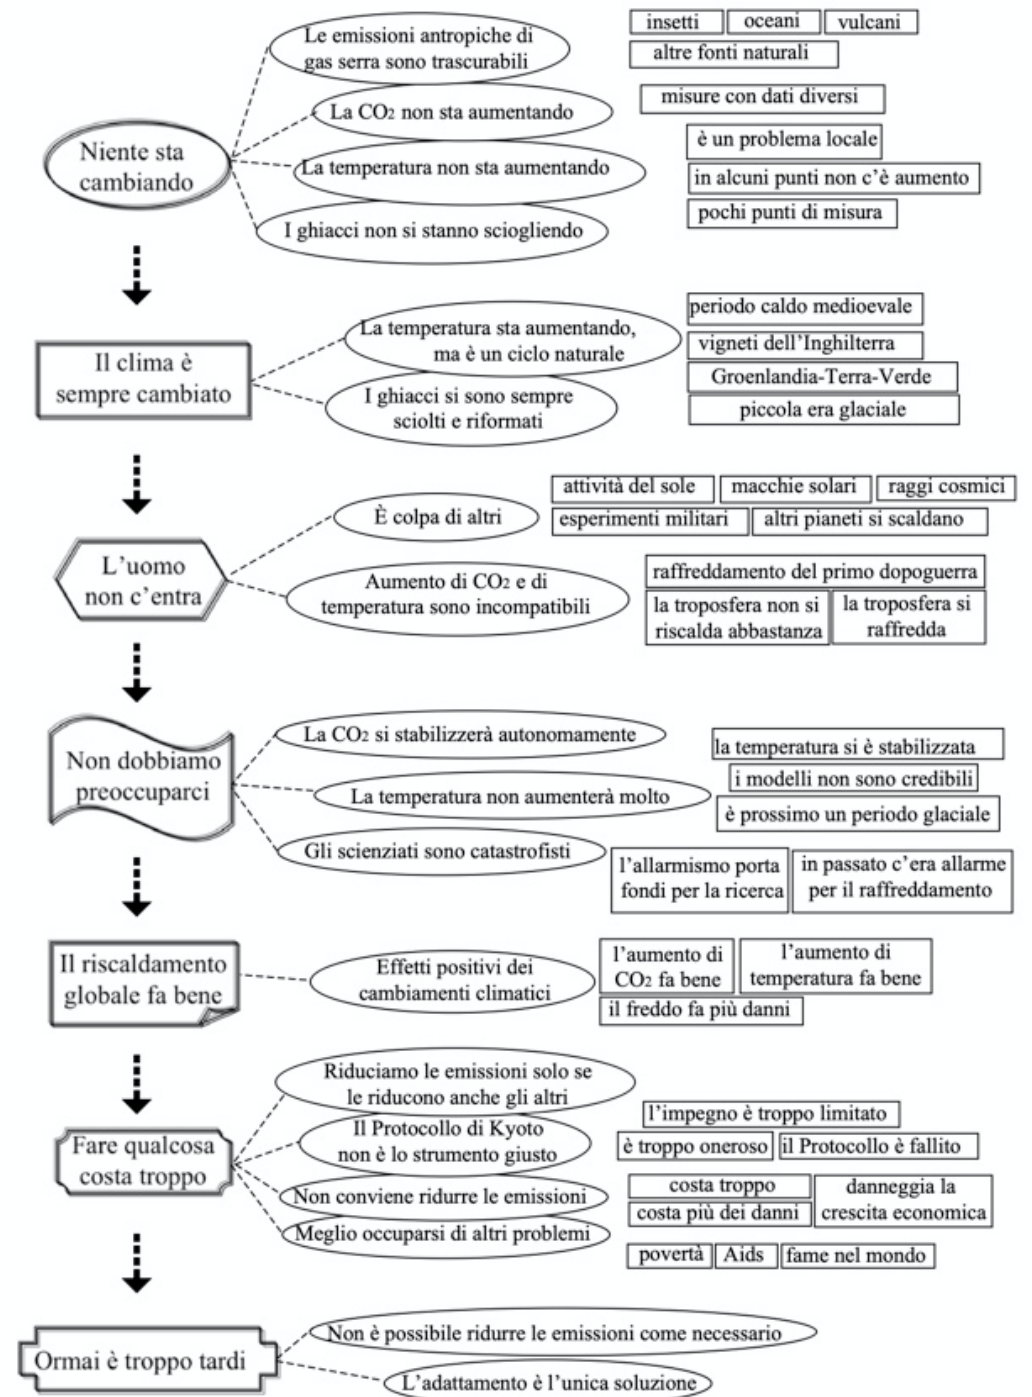 Niente sta
cambiando
Le emissioni antropiche di
gas serra sono trascurabili
insetti
oceani
vulcani
altre fonti naturali
La CO2 non sta aumentando
misure con dati diversi
La temperatura non sta aumentando
è un problema locale
in alcuni punti non c'è aumento
pochi punti di misura
I ghiacci non si stanno sciogliendo
Il clima è
sempre cambiato
La temperatura sta aumentando,
ma è un ciclo naturale
periodo caldo medioevale
vigneti dell'Inghilterra
Groenlandia-Terra-Verde
piccola era glaciale
I ghiacci si sono sempre
sciolti e riformati
L'uomo
non c'entra
È colpa di altri
attività del sole
macchie solari
raggi cosmici
esperimenti militari
altri pianeti si scaldano
Aumento di CO2 e di
temperatura sono incompatibili
raffreddamento del primo dopoguerra
la troposfera non si
riscalda abbastanza
la troposfera si
raffredda
Non dobbiamo
preoccuparci
La CO2 si stabilizzerà autonomamente
La temperatura non aumenterà molto
la temperatura si è stabilizzata
i modelli non sono credibili
è prossimo un periodo glaciale
Gli scienziati sono catastrofisti
l'allarmismo porta
fondi per la ricerca
in passato c'era allarme
per il raffreddamento
Il riscaldamento
globale fa bene
Effetti positivi dei
cambiamenti climatici
l'aumento di
CO2 fa bene
l'aumento di
temperatura fa bene
il freddo fa più danni
Fare qualcosa
costa troppo
Riduciamo le emissioni solo se
le riducono anche gli altri
Il Protocollo di Kyoto
non è lo strumento giusto
l'impegno è troppo limitato
è troppo oneroso
il Protocollo è fallito
Non conviene ridurre le emissioni
costa troppo
costa più dei danni
danneggia la
crescita economica
Meglio occuparsi di altri problemi
povertà
Aids
fame nel mondo
Ormai è troppo tardi
Non è possibile ridurre le emissioni come necessario
L'adattamento è l'unica soluzione